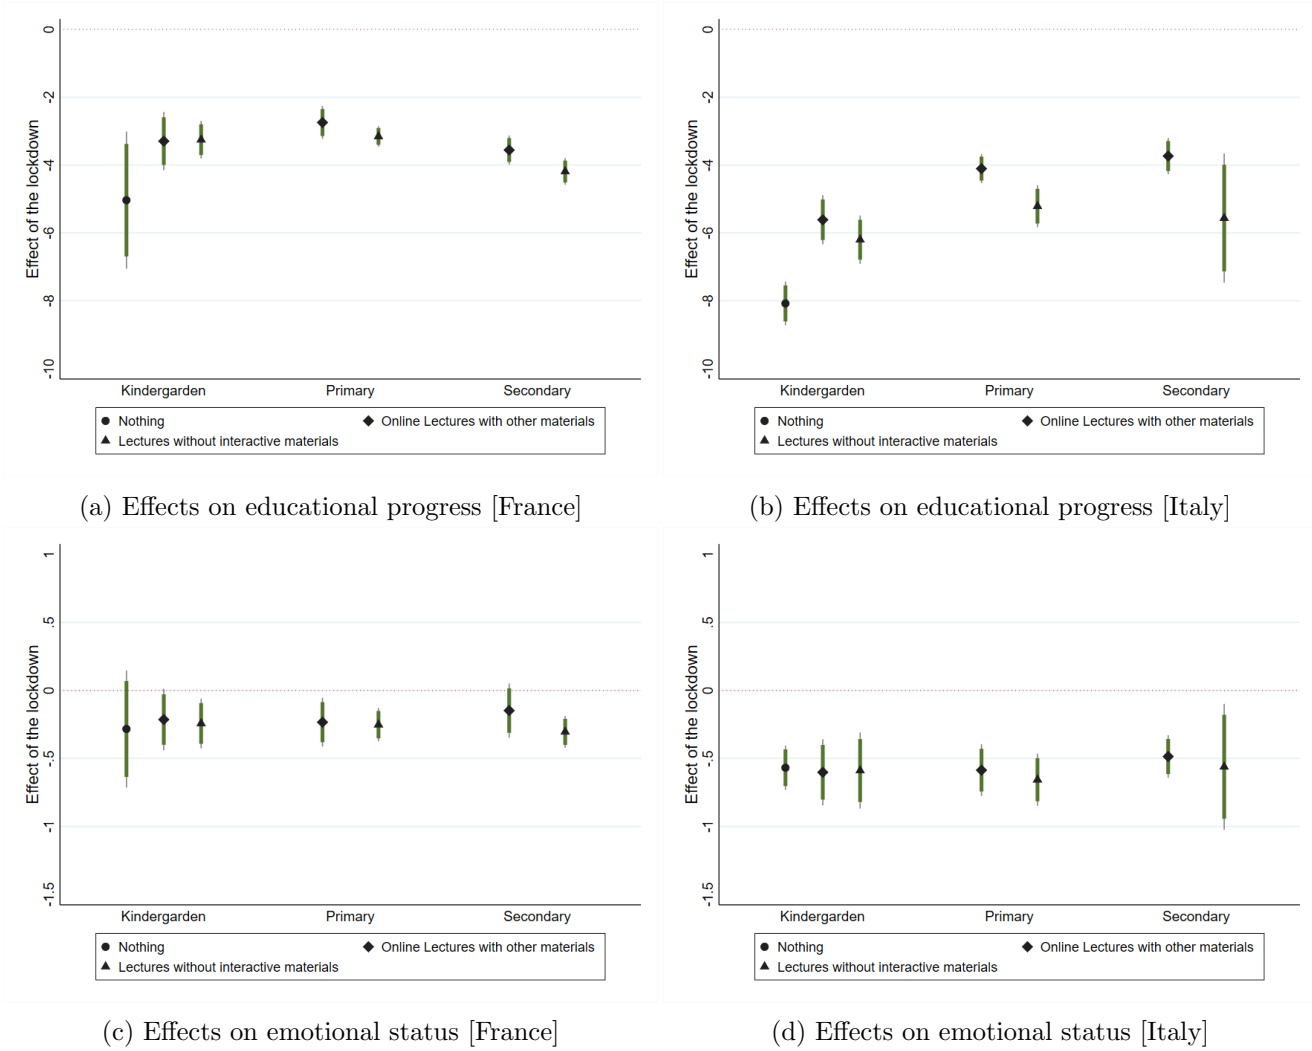 0
-2
-4
-6
-8
-10
Effect of the lockdown
Kindergarden Primary Secondary
Nothing Online Lectures with other materials
Lectures without interactive materials
(a) Effects on educational progress [France]
0
-2
-4
-6
-8
-10
Effect of the lockdown
Kindergarden Primary Secondary
Nothing Online Lectures with other materials
Lectures without interactive materials
(b) Effects on educational progress [Italy]
1
.5
0
-.5
-1
-1.5
Effect of the lockdown
Kindergarden Primary Secondary
Nothing Online Lectures with other materials
Lectures without interactive materials
(c) Effects on emotional status [France]
1
.5
0
-.5
-1
-1.5
Effect of the lockdown
Kindergarden Primary Secondary
Nothing Online Lectures with other materials
Lectures without interactive materials
(d) Effects on emotional status [Italy]